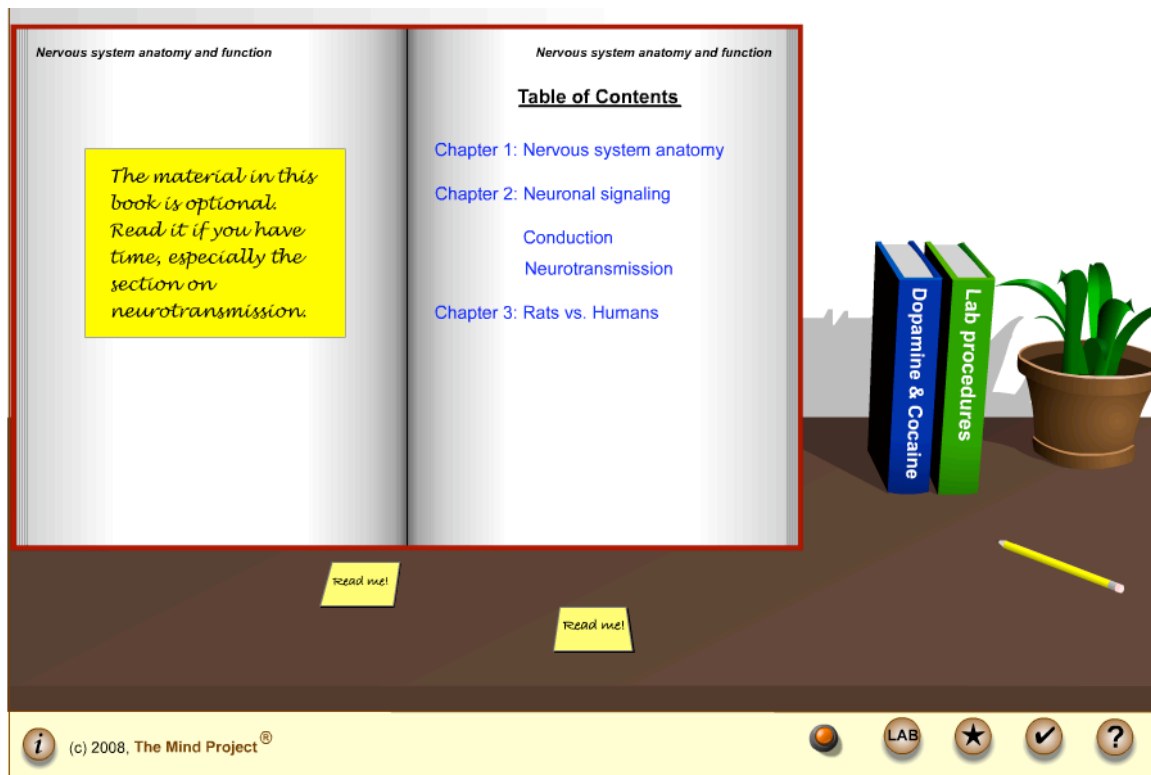 Nervous system anatomy and function
The material in this
book is optional.
Read it if you have
time, especially the
section on
neurotransmission.
Nervous system anatomy and function
Table of Contents
Chapter 1: Nervous system anatomy
Chapter 2: Neuronal signaling
Conduction
Neurotransmission
Chapter 3: Rats vs. Humans
Dopamine & Cocaine
Lab procedures
Read me!
Read me!
i (c) 2008, The Mind Project ®
LAB
?